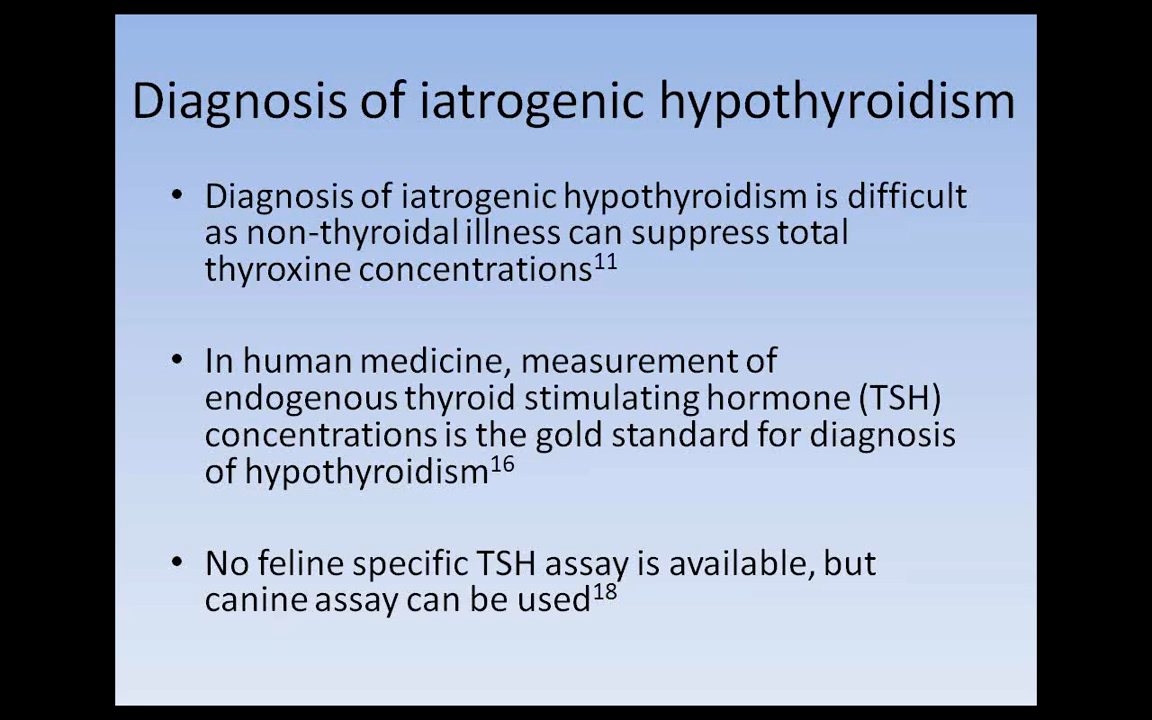 Diagnosis of iatrogenic hypothyroidism
• Diagnosis of iatrogenic hypothyroidism is difficult
as non-thyroidal illness can suppress total
thyroxine concentrations¹¹
• In human medicine, measurement of
endogenous thyroid stimulating hormone (TSH)
concentrations is the gold standard for diagnosis
of hypothyroidism¹⁶
• No feline specific TSH assay is available, but
canine assay can be used¹⁸